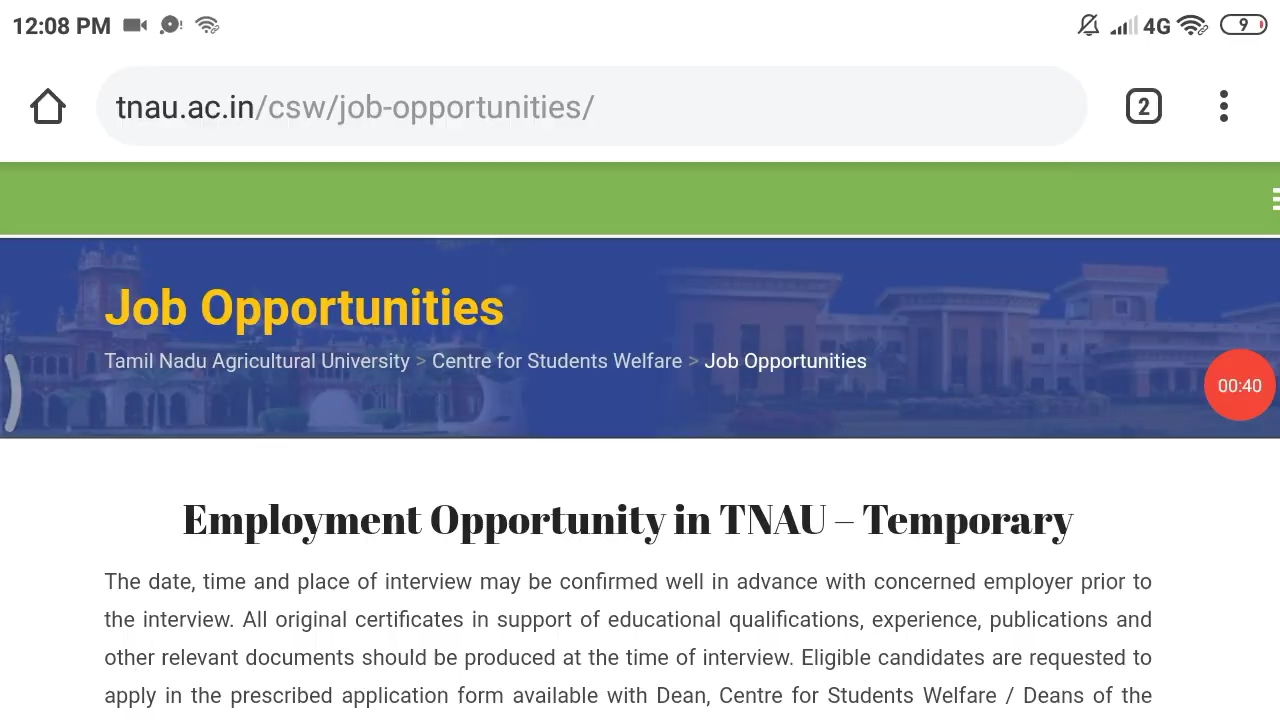 12:08 PM 4G 9
tnau.ac.in/csw/job-opportunities/ 2
Job Opportunities
Tamil Nadu Agricultural University > Centre for Students Welfare > Job Opportunities
00:40
Employment Opportunity in TNAU – Temporary
The date, time and place of interview may be confirmed well in advance with concerned employer prior to
the interview. All original certificates in support of educational qualifications, experience, publications and
other relevant documents should be produced at the time of interview. Eligible candidates are requested to
apply in the prescribed application form available with Dean, Centre for Students Welfare / Deans of the